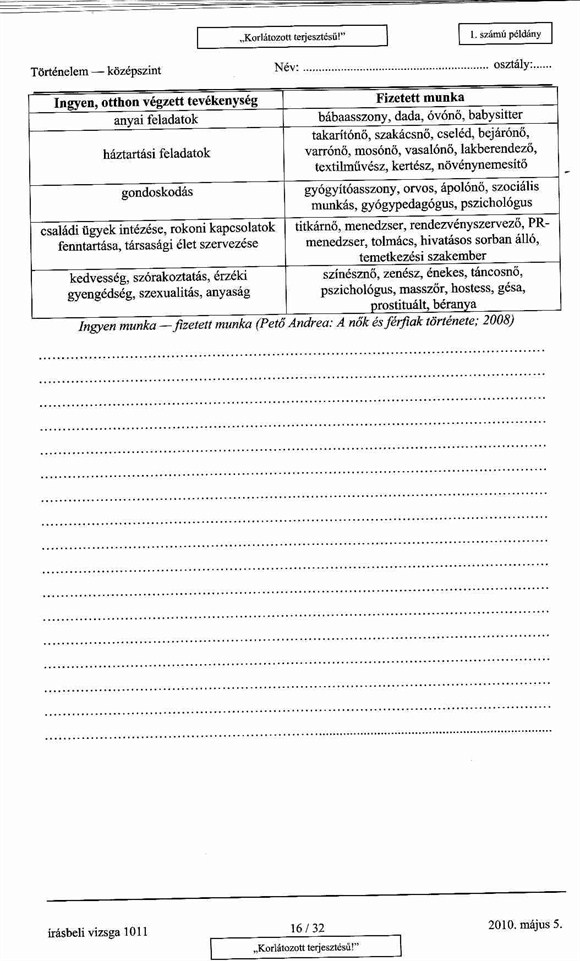 „Korlátozott terjesztésű!”
1. számú példány
Történelem — középszint
Név: ............................................................ osztály:......
Ingyen, otthon végzett tevékenység
Fizetett munka
anyai feladatok
bábaasszony, dada, óvónő, babysitter
háztartási feladatok
takarítónő, szakácsnő, cseléd, bejárónő,
varrónő, mosónő, vasalónő, lakberendező,
textilművész, kertész, növénynemesítő
gondoskodás
gyógyítóasszony, orvos, ápolónő, szociális
munkás, gyógypedagógus, pszichológus
családi ügyek intézése, rokoni kapcsolatok
fenntartása, társasági élet szervezése
titkárnő, menedzser, rendezvényszervező, PR-
menedzser, tolmács, hivatásos sorban álló,
temetkezési szakember
kedvesség, szórakoztatás, érzéki
gyengédség, szexualitás, anyaság
színésznő, zenész, énekes, táncosnő,
pszichológus, masszőr, hostess, gésa,
prostituált, béranya
Ingyen munka — fizetett munka (Pető Andrea: A nők és férfiak története; 2008)
írásbeli vizsga 1011
16 / 32
2010. május 5.
„Korlátozott terjesztésű!”